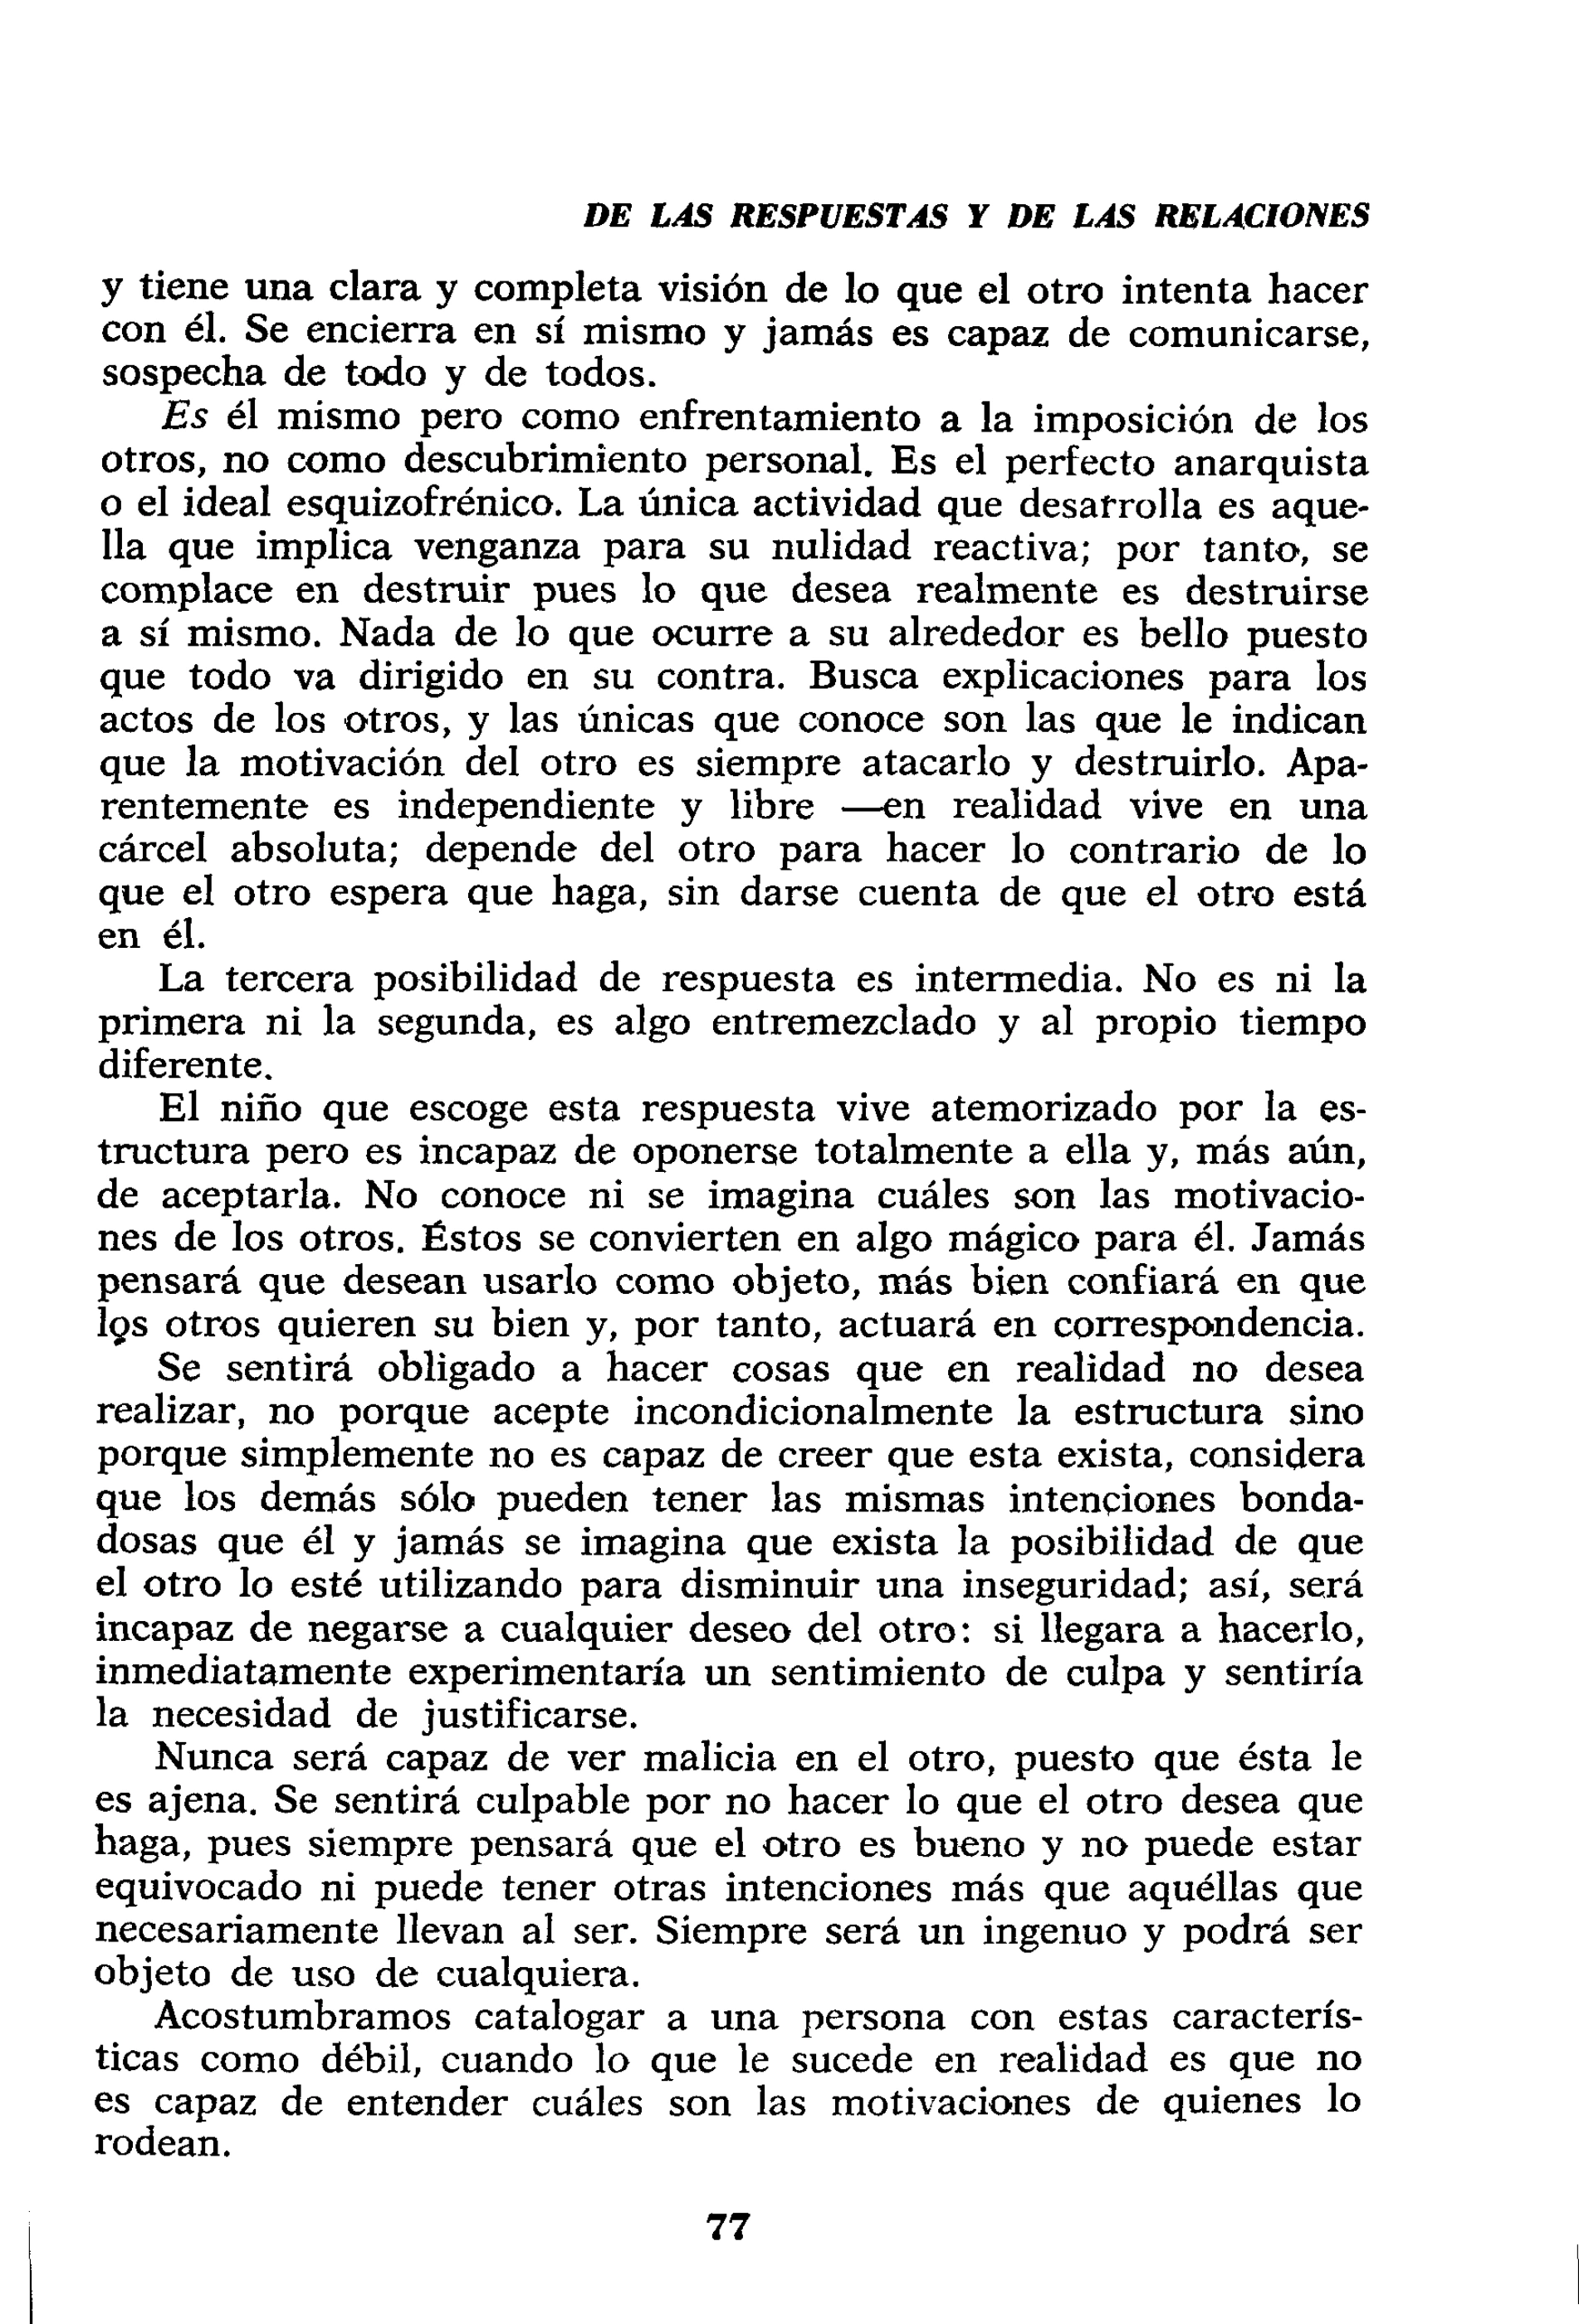 DE LAS RESPUESTAS Y DE LAS RELACIONES
y tiene una clara y completa visión de lo que el otro intenta hacer
con él. Se encierra en sí mismo y jamás es capaz de comunicarse,
sospecha de todo y de todos.
Es él mismo pero como enfrentamiento a la imposición de los
otros, no como descubrimiento personal. Es el perfecto anarquista
o el ideal esquizofrénico. La única actividad que desarrolla es aque-
lla que implica venganza para su nulidad reactiva; por tanto, se
complace en destruir pues lo que desea realmente es destruirse
a sí mismo. Nada de lo que ocurre a su alrededor es bello puesto
que todo va dirigido en su contra. Busca explicaciones para los
actos de los otros, y las únicas que conoce son las que le indican
que la motivación del otro es siempre atacarlo y destruirlo. Apa-
rentemente es independiente y libre —en realidad vive en una
cárcel absoluta; depende del otro para hacer lo contrario de lo
que el otro espera que haga, sin darse cuenta de que el otro está
en él.
La tercera posibilidad de respuesta es intermedia. No es ni la
primera ni la segunda, es algo entremezclado y al propio tiempo
diferente.
El niño que escoge esta respuesta vive atemorizado por la es-
tructura pero es incapaz de oponerse totalmente a ella y, más aún,
de aceptarla. No conoce ni se imagina cuáles son las motivacio-
nes de los otros. Éstos se convierten en algo mágico para él. Jamás
pensará que desean usarlo como objeto, más bien confiará en que
los otros quieren su bien y, por tanto, actuará en correspondencia.
Se sentirá obligado a hacer cosas que en realidad no desea
realizar, no porque acepte incondicionalmente la estructura sino
porque simplemente no es capaz de creer que esta exista, considera
que los demás sólo pueden tener las mismas intenciones bonda-
dosas que él y jamás se imagina que exista la posibilidad de que
el otro lo esté utilizando para disminuir una inseguridad; así, será
incapaz de negarse a cualquier deseo del otro: si llegara a hacerlo,
inmediatamente experimentaría un sentimiento de culpa y sentiría
la necesidad de justificarse.
Nunca será capaz de ver malicia en el otro, puesto que ésta le
es ajena. Se sentirá culpable por no hacer lo que el otro desea que
haga, pues siempre pensará que el otro es bueno y no puede estar
equivocado ni puede tener otras intenciones más que aquéllas que
necesariamente llevan al ser. Siempre será un ingenuo y podrá ser
objeto de uso de cualquiera.
Acostumbramos catalogar a una persona con estas caracterís-
ticas como débil, cuando lo que le sucede en realidad es que no
es capaz de entender cuáles son las motivaciones de quienes lo
rodean.
77